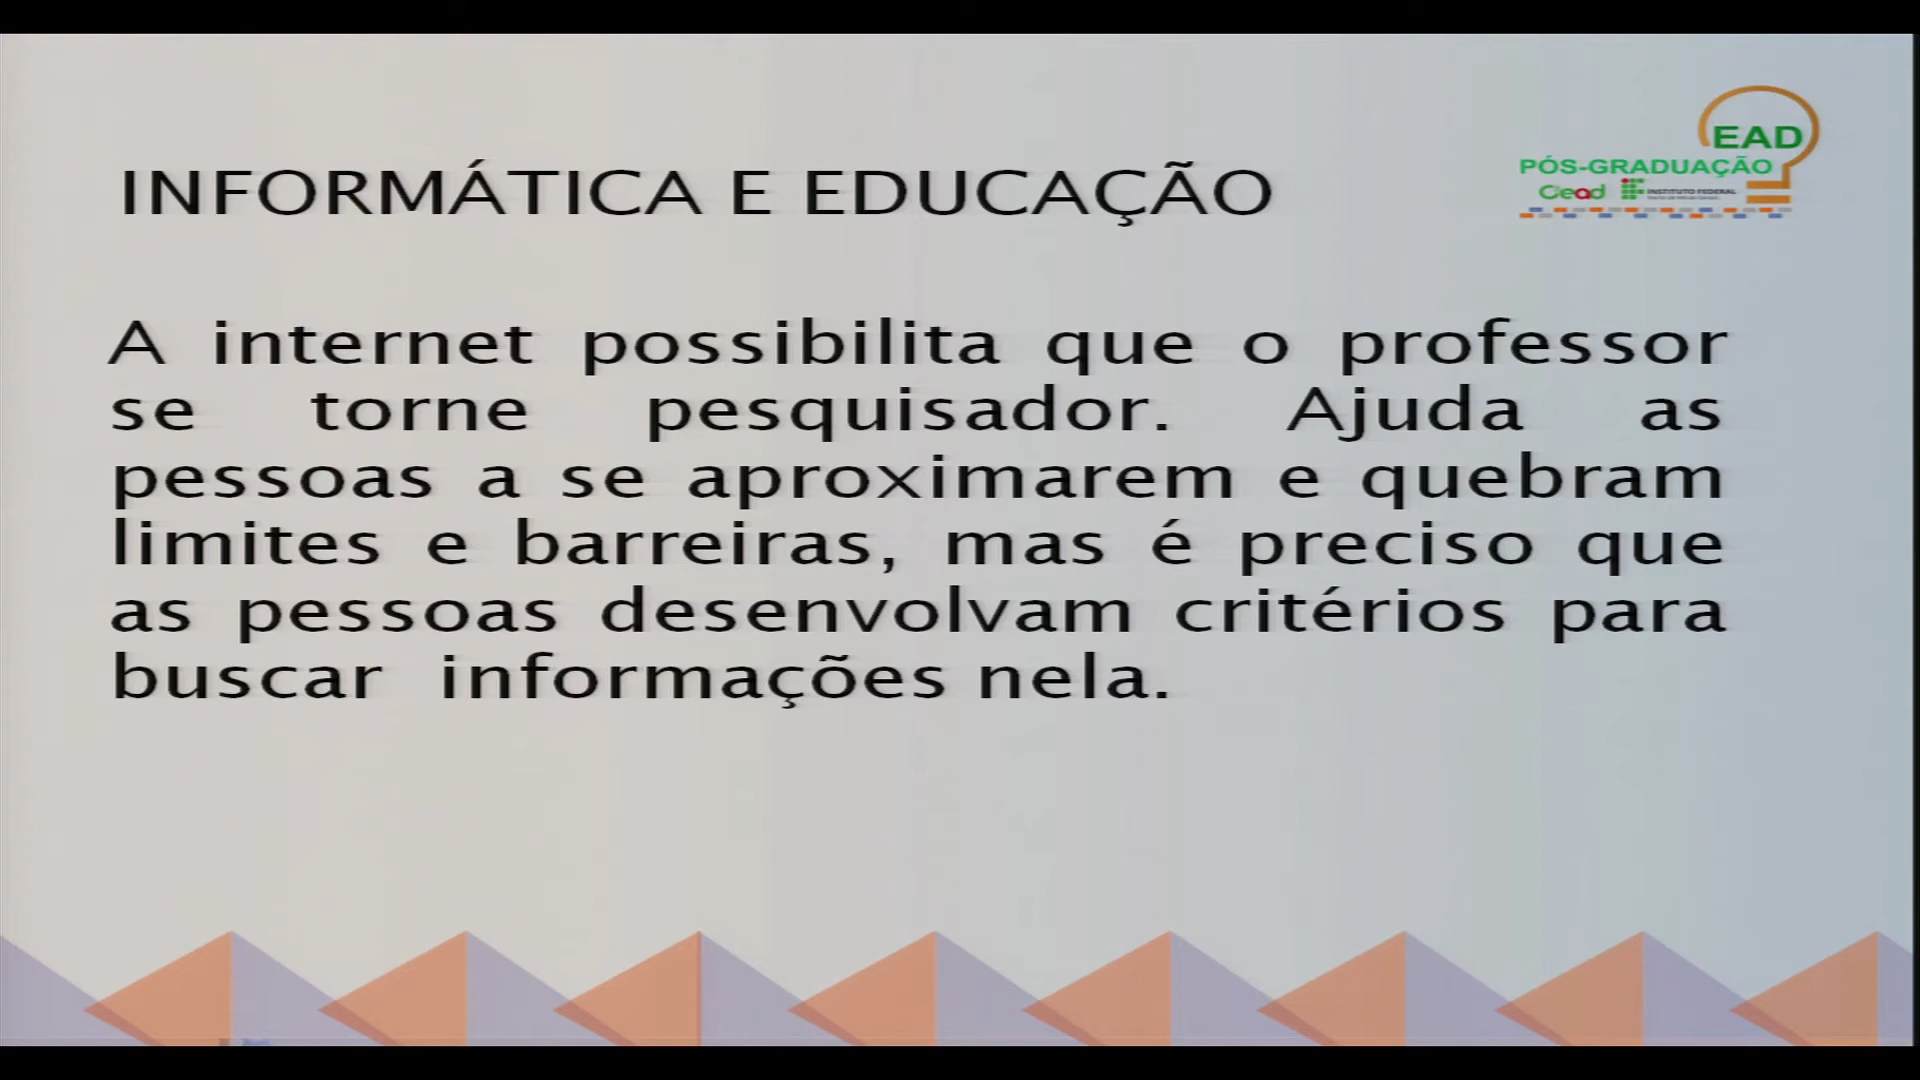 EAD
PÓS-GRADUAÇÃO
Cead INSTITUTO FEDERAL
INFORMÁTICA E EDUCAÇÃO
A internet possibilita que o professor
se torne pesquisador. Ajuda as
pessoas a se aproximarem e quebram
limites e barreiras, mas é preciso que
as pessoas desenvolvam critérios para
buscar informações nela.